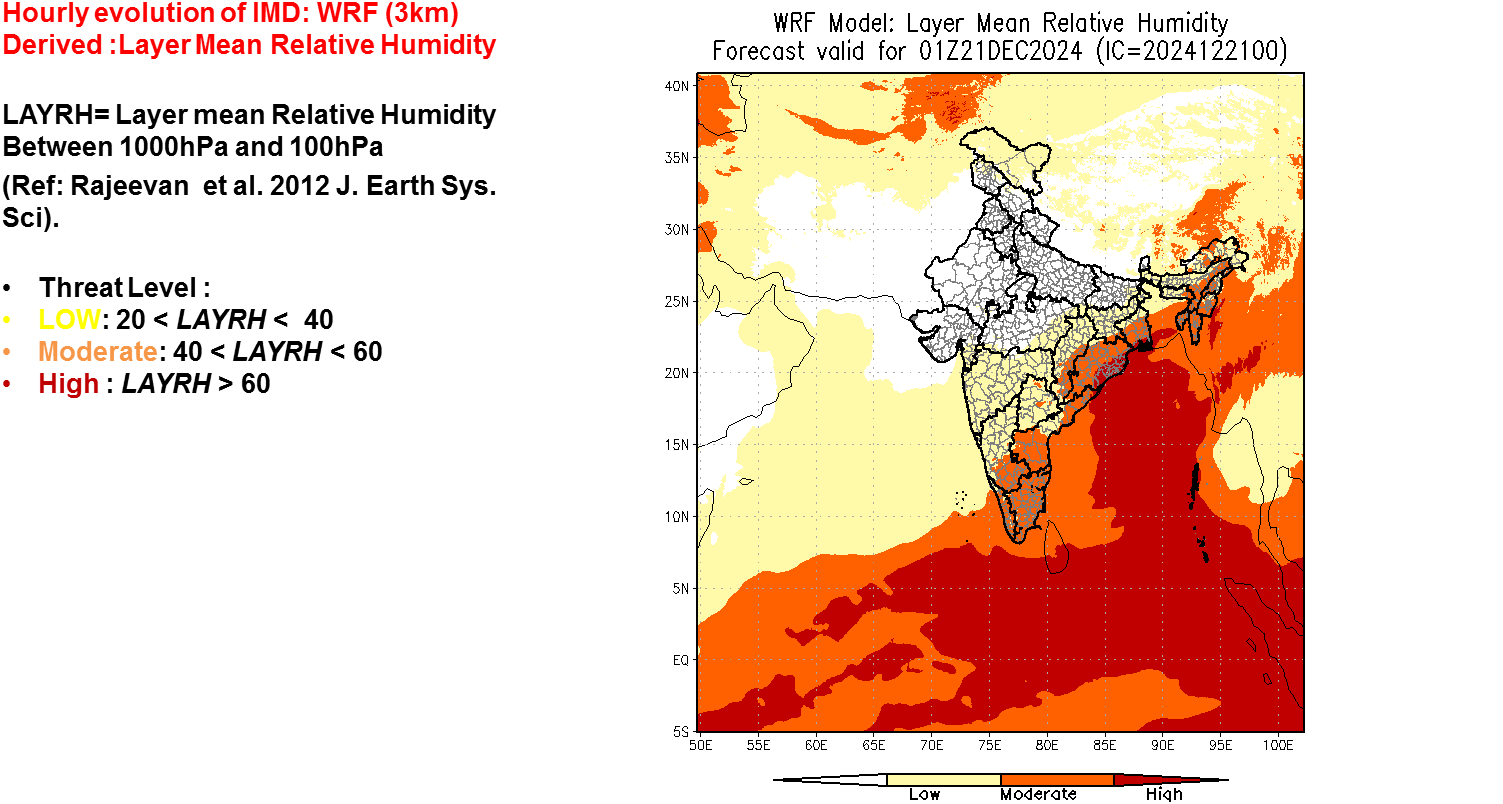 Hourly evolution of IMD: WRF (3km)
Derived :Layer Mean Relative Humidity
LAYRH= Layer mean Relative Humidity
Between 1000hPa and 100hPa
(Ref: Rajeevan et al. 2012 J. Earth Sys.
Sci).
• Threat Level :
• LOW: 20 < LAYRH < 40
• Moderate: 40 < LAYRH < 60
• High : LAYRH > 60
WRF Model: Layer Mean Relative Humidity
Forecast valid for 01Z21DEC2024 (IC=2024122100)
40N
35N
30N
25N
20N
15N
10N
5N
EQ
5S
50E 55E 60E 65E 70E 75E 80E 85E 90E 95E 100E
Low Moderate High